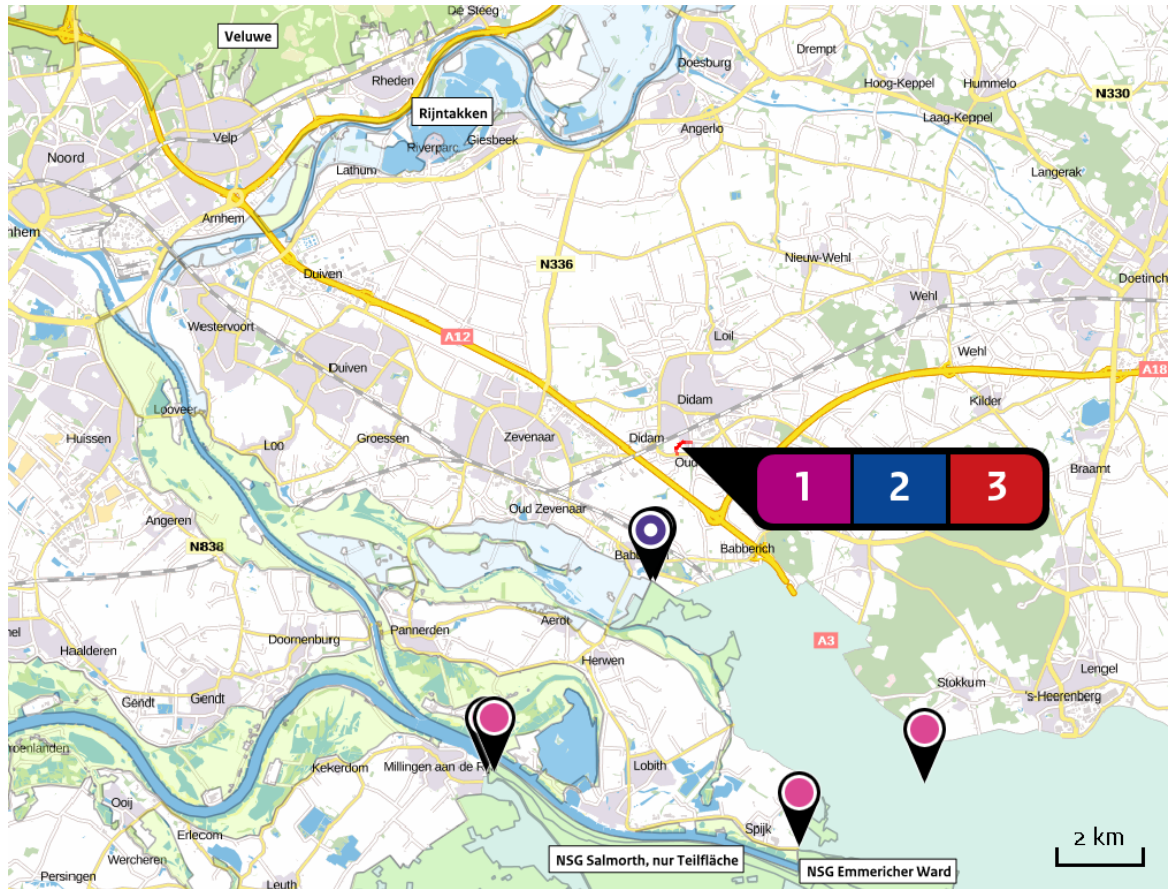 De Steeg
Veluwe
Drempt
Doesburg
Rheden
Hoog-Keppel
Hummelo
N330
Rijntakken
Laag-Keppel
Velp
Angerlo
Giesbeek
Riverparc
Noord
Lathum
Langerak
Arnhem
nhem
Nieuw-Wehl
N336
Duiven
Doetinch
Wehl
Westervoort
A12
Loil
Wehl
Duiven
A18
Didam
Kilder
Looveer
Huissen
Loo
Groessen
Zevenaar
Didam
Oud
Braamt
1 2 3
Oud Zevenaar
Angeren
N838
Babberich
Aerdt
Pannerden
Doornenburg
A3
Haalderen
Herwen
Lengel
Stokkum
's-Heerenberg
Gendt
Gendt
Kekerdom
Millingen aan de R
Lobith
Ooij
Spijk
2 km
Erlecom
NSG Salmorth, nur Teilfläche
Wercheren
NSG Emmericher Ward
Persingen
Leuth